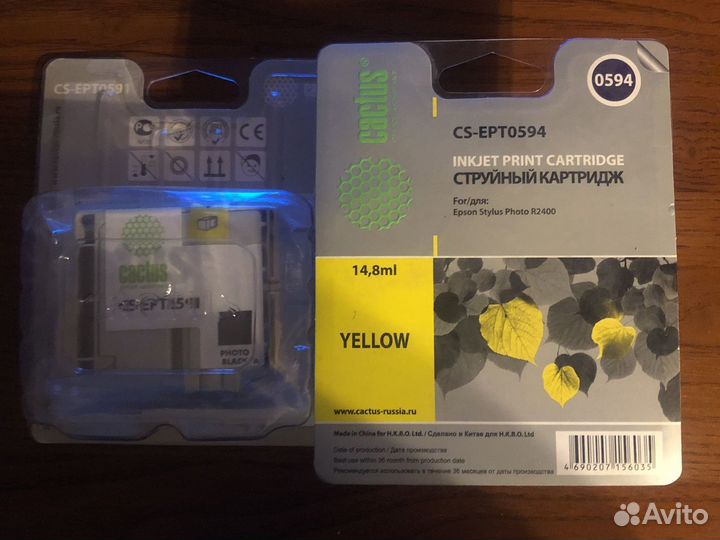 CS-EPT0591
cactus
PHOTO
BLACK
cactus
0594
CS-EPT0594
INKJET PRINT CARTRIDGE
СТРУЙНЫЙ КАРТРИДЖ
For/для:
Epson Stylus Photo R2400
14,8ml
YELLOW
www.cactus-russia.ru
Made in China for H.K.B.O. Ltd. / Сделано в Китае для H.K.B.O. Ltd
Date of production / Дата производства
Best use within 36 month from production date
Рекомендуется использовать в течение 36 месяцев от даты производства
4 690207 156035
Avito